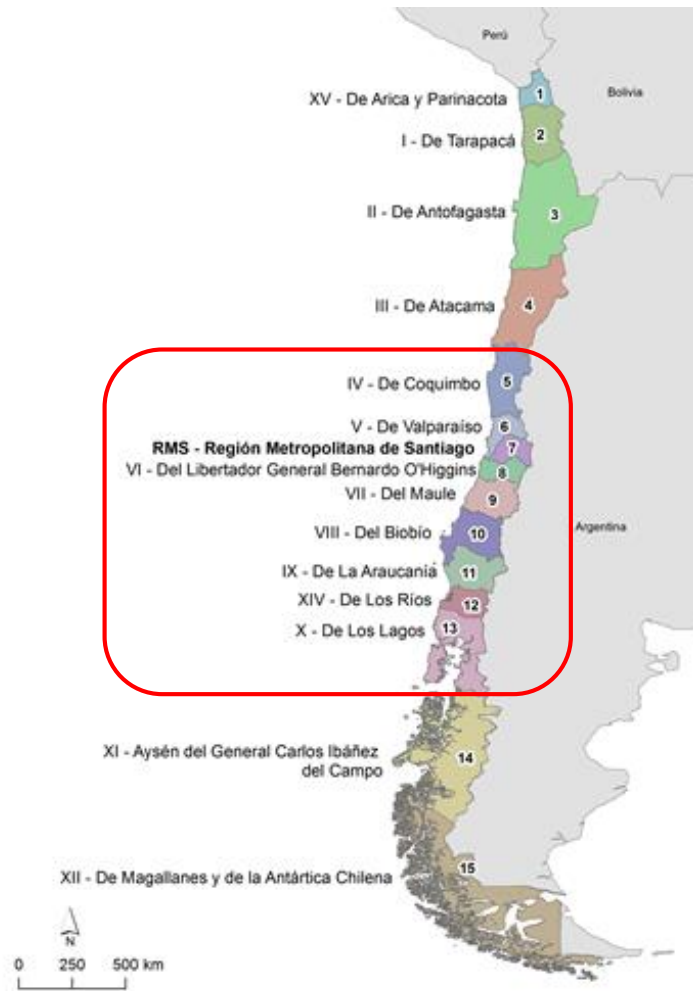 Perú
Bolivia
XV - De Arica y Parinacota
1
I - De Tarapacá
2
II - De Antofagasta
3
III - De Atacama
4
IV - De Coquimbo
5
V - De Valparaíso
6
RMS - Región Metropolitana de Santiago
7
VI - Del Libertador General Bernardo O'Higgins
8
VII - Del Maule
9
VIII - Del Biobío
10
Argentina
IX - De La Araucanía
11
XIV - De Los Ríos
12
X - De Los Lagos
13
XI - Aysén del General Carlos Ibáñez
del Campo
14
XII - De Magallanes y de la Antártica Chilena
15
N
0 250 500 km